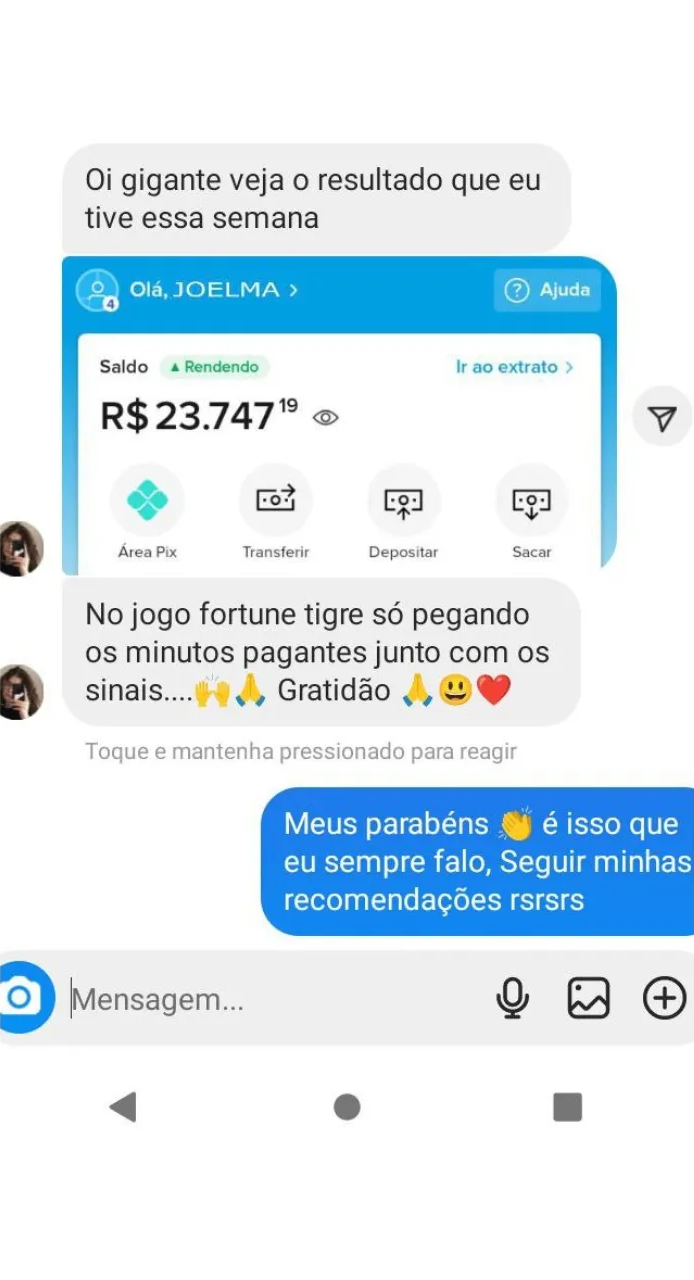 Oi gigante veja o resultado que eu
tive essa semana
Olá, JOELMA >
4
? Ajuda
Saldo ▲ Rendendo Ir ao extrato >
R$ 23.747 19
Área Pix Transferir Depositar Sacar
No jogo fortune tigre só pegando
os minutos pagantes junto com os
sinais....🙌🙏 Gratidão 🙏😃❤️
Toque e mantenha pressionado para reagir
Meus parabéns 👏 é isso que
eu sempre falo, Seguir minhas
recomendações rsrsrs
Mensagem...